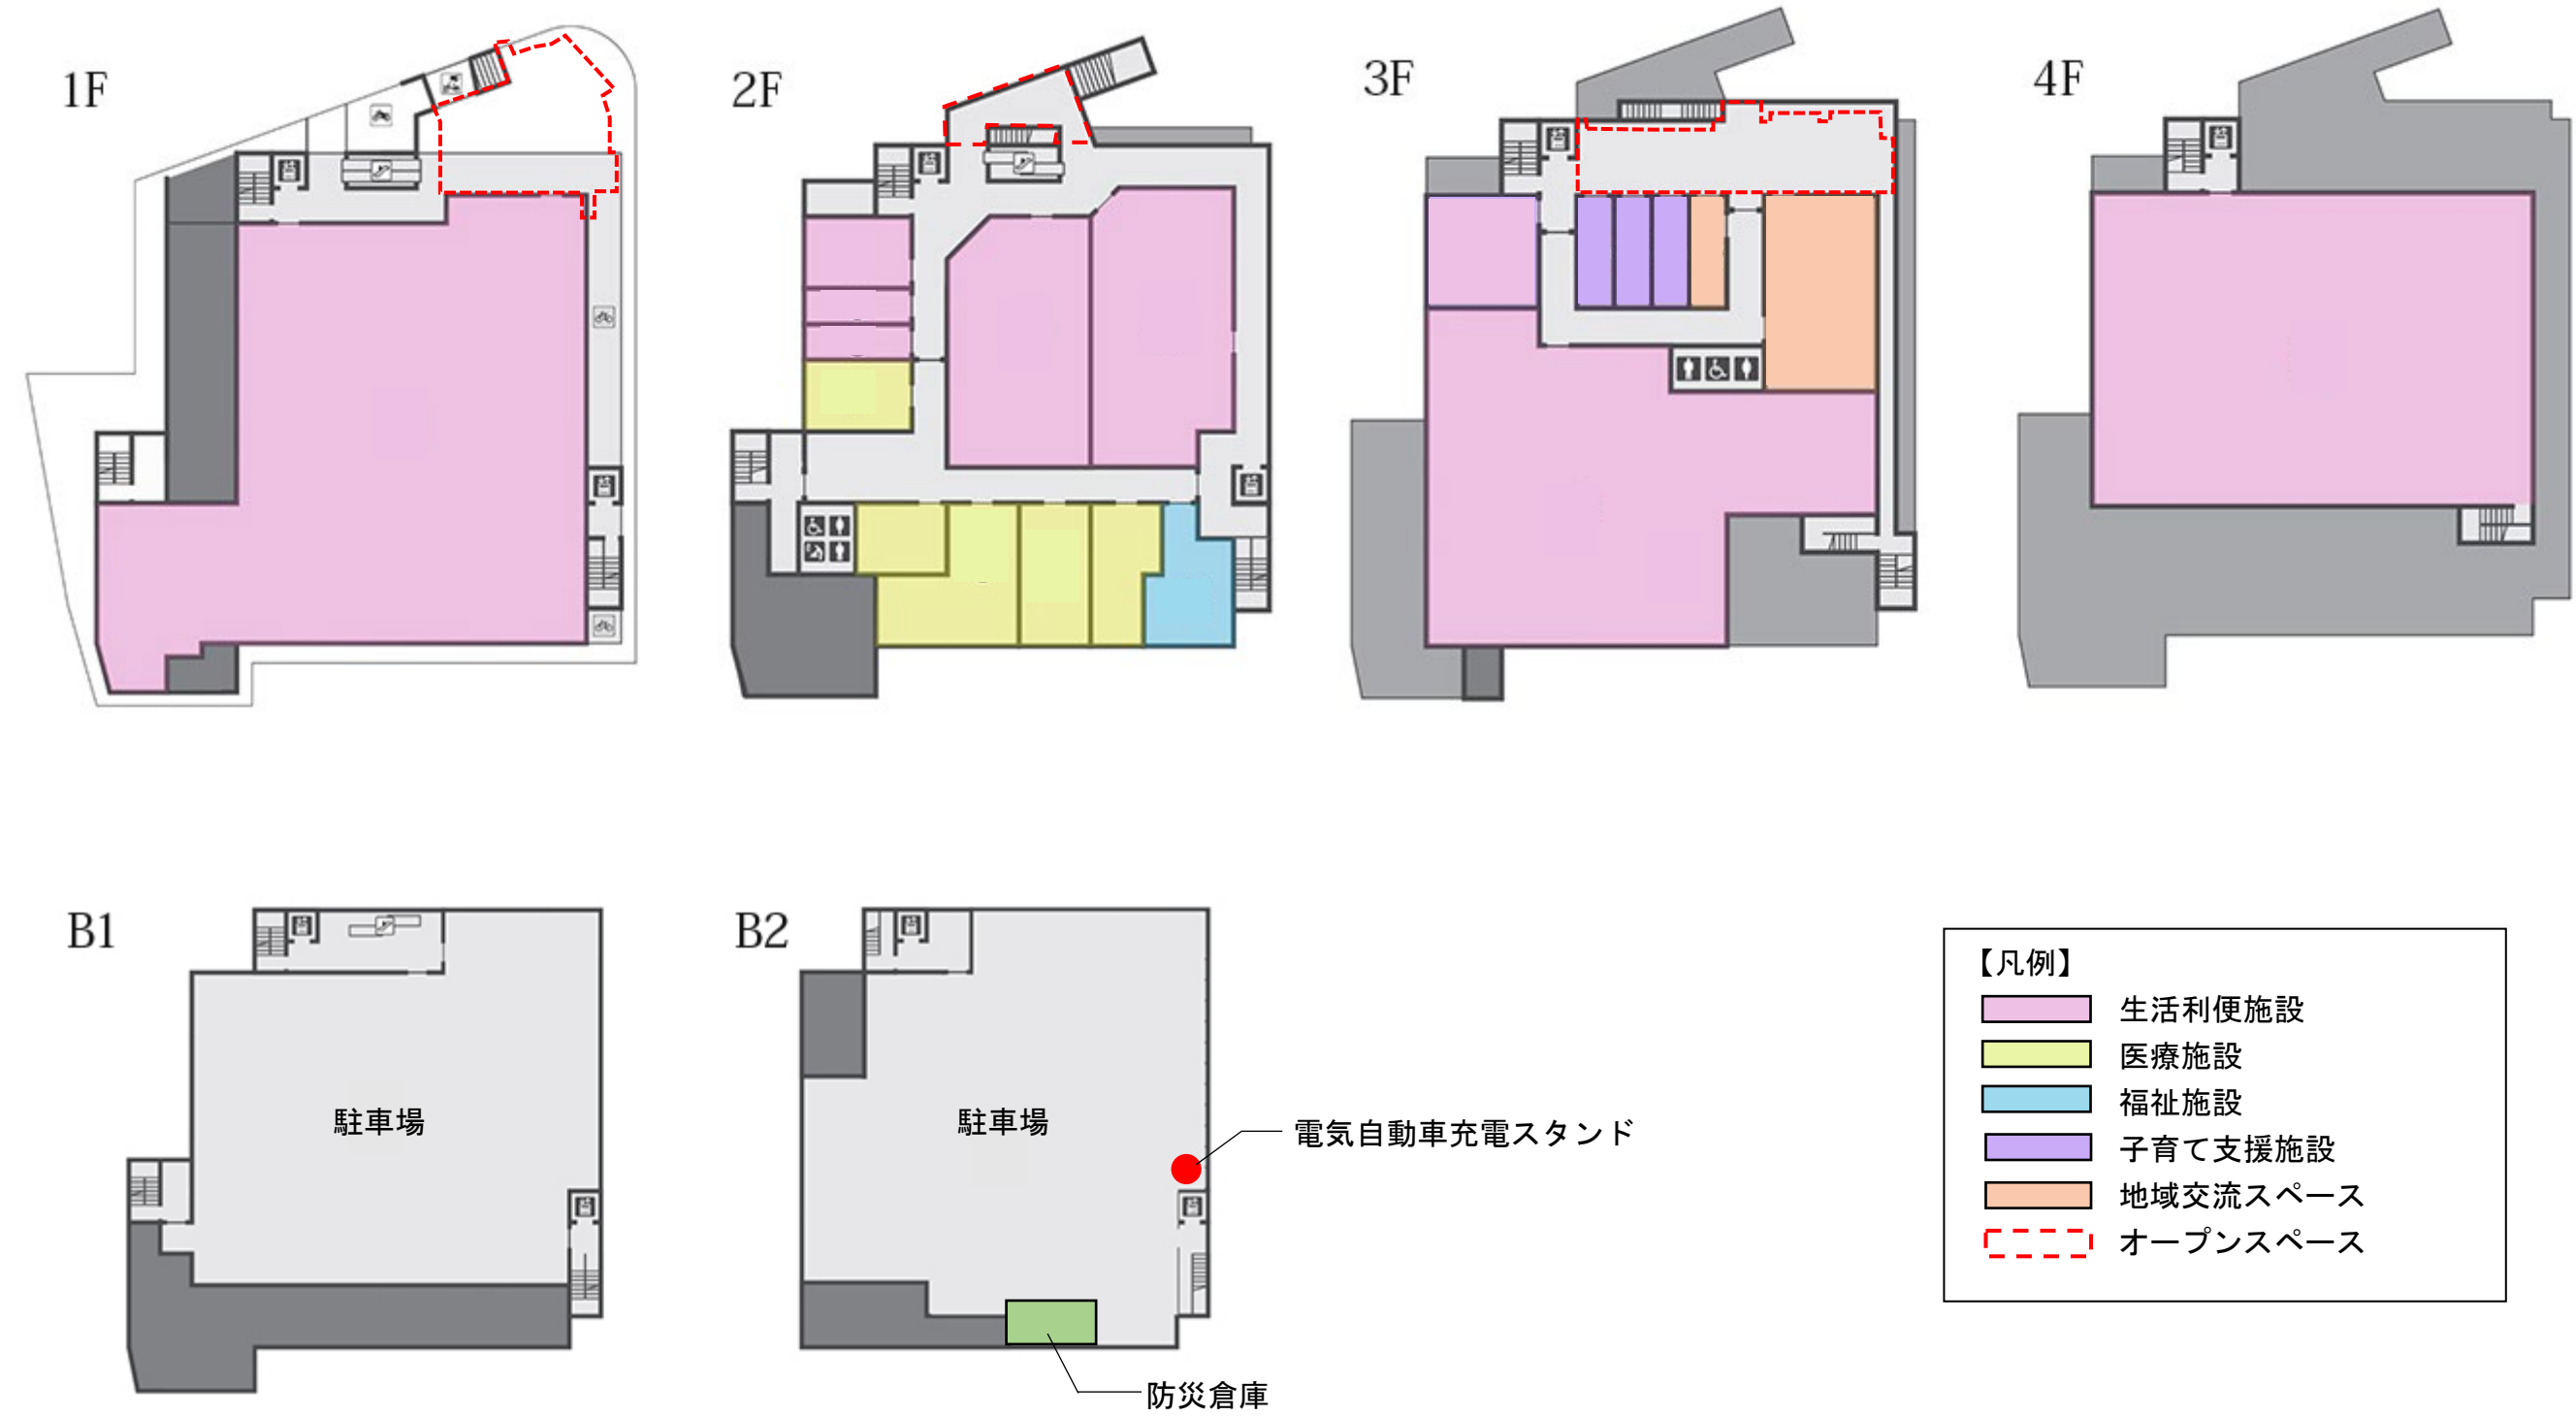 1F
2F
3F
4F
B1
B2
駐車場
駐車場
電気自動車充電スタンド
防災倉庫
【凡例】
生活利便施設
医療施設
福祉施設
子育て支援施設
地域交流スペース
オープンスペース